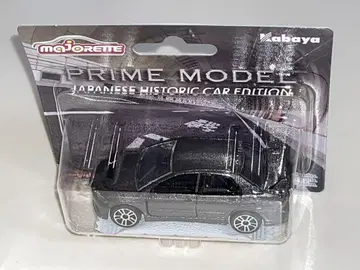 majorette
Kabaya
PRIME MODEL
JAPANESE HISTORIC CAR EDITION